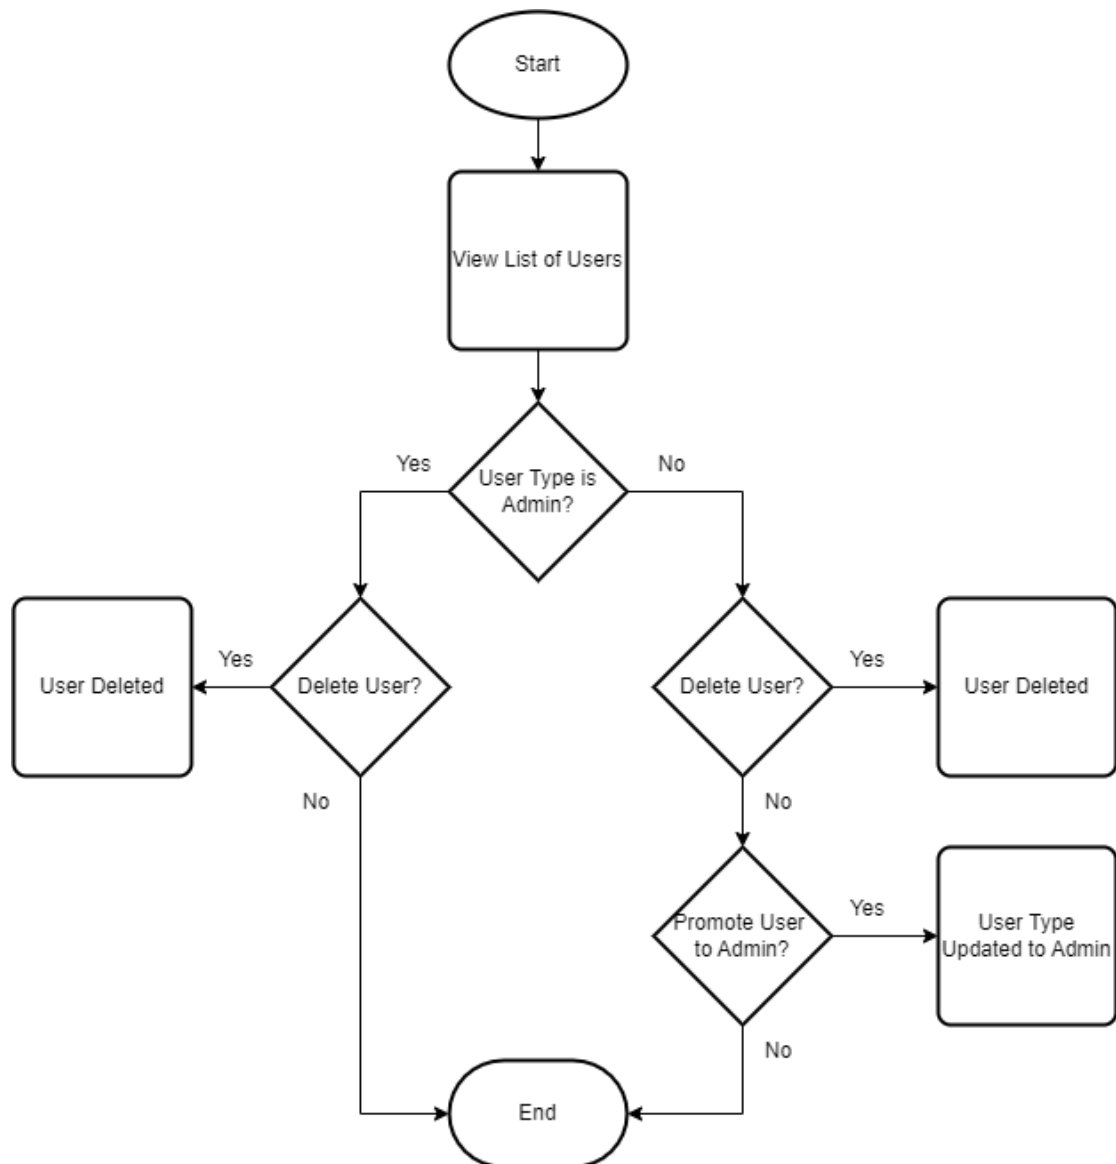 Start
View List of Users
Yes
User Type is
Admin?
No
User Deleted
Yes
Delete User?
Delete User?
Yes
User Deleted
No
No
Promote User
to Admin?
Yes
User Type
Updated to Admin
No
End